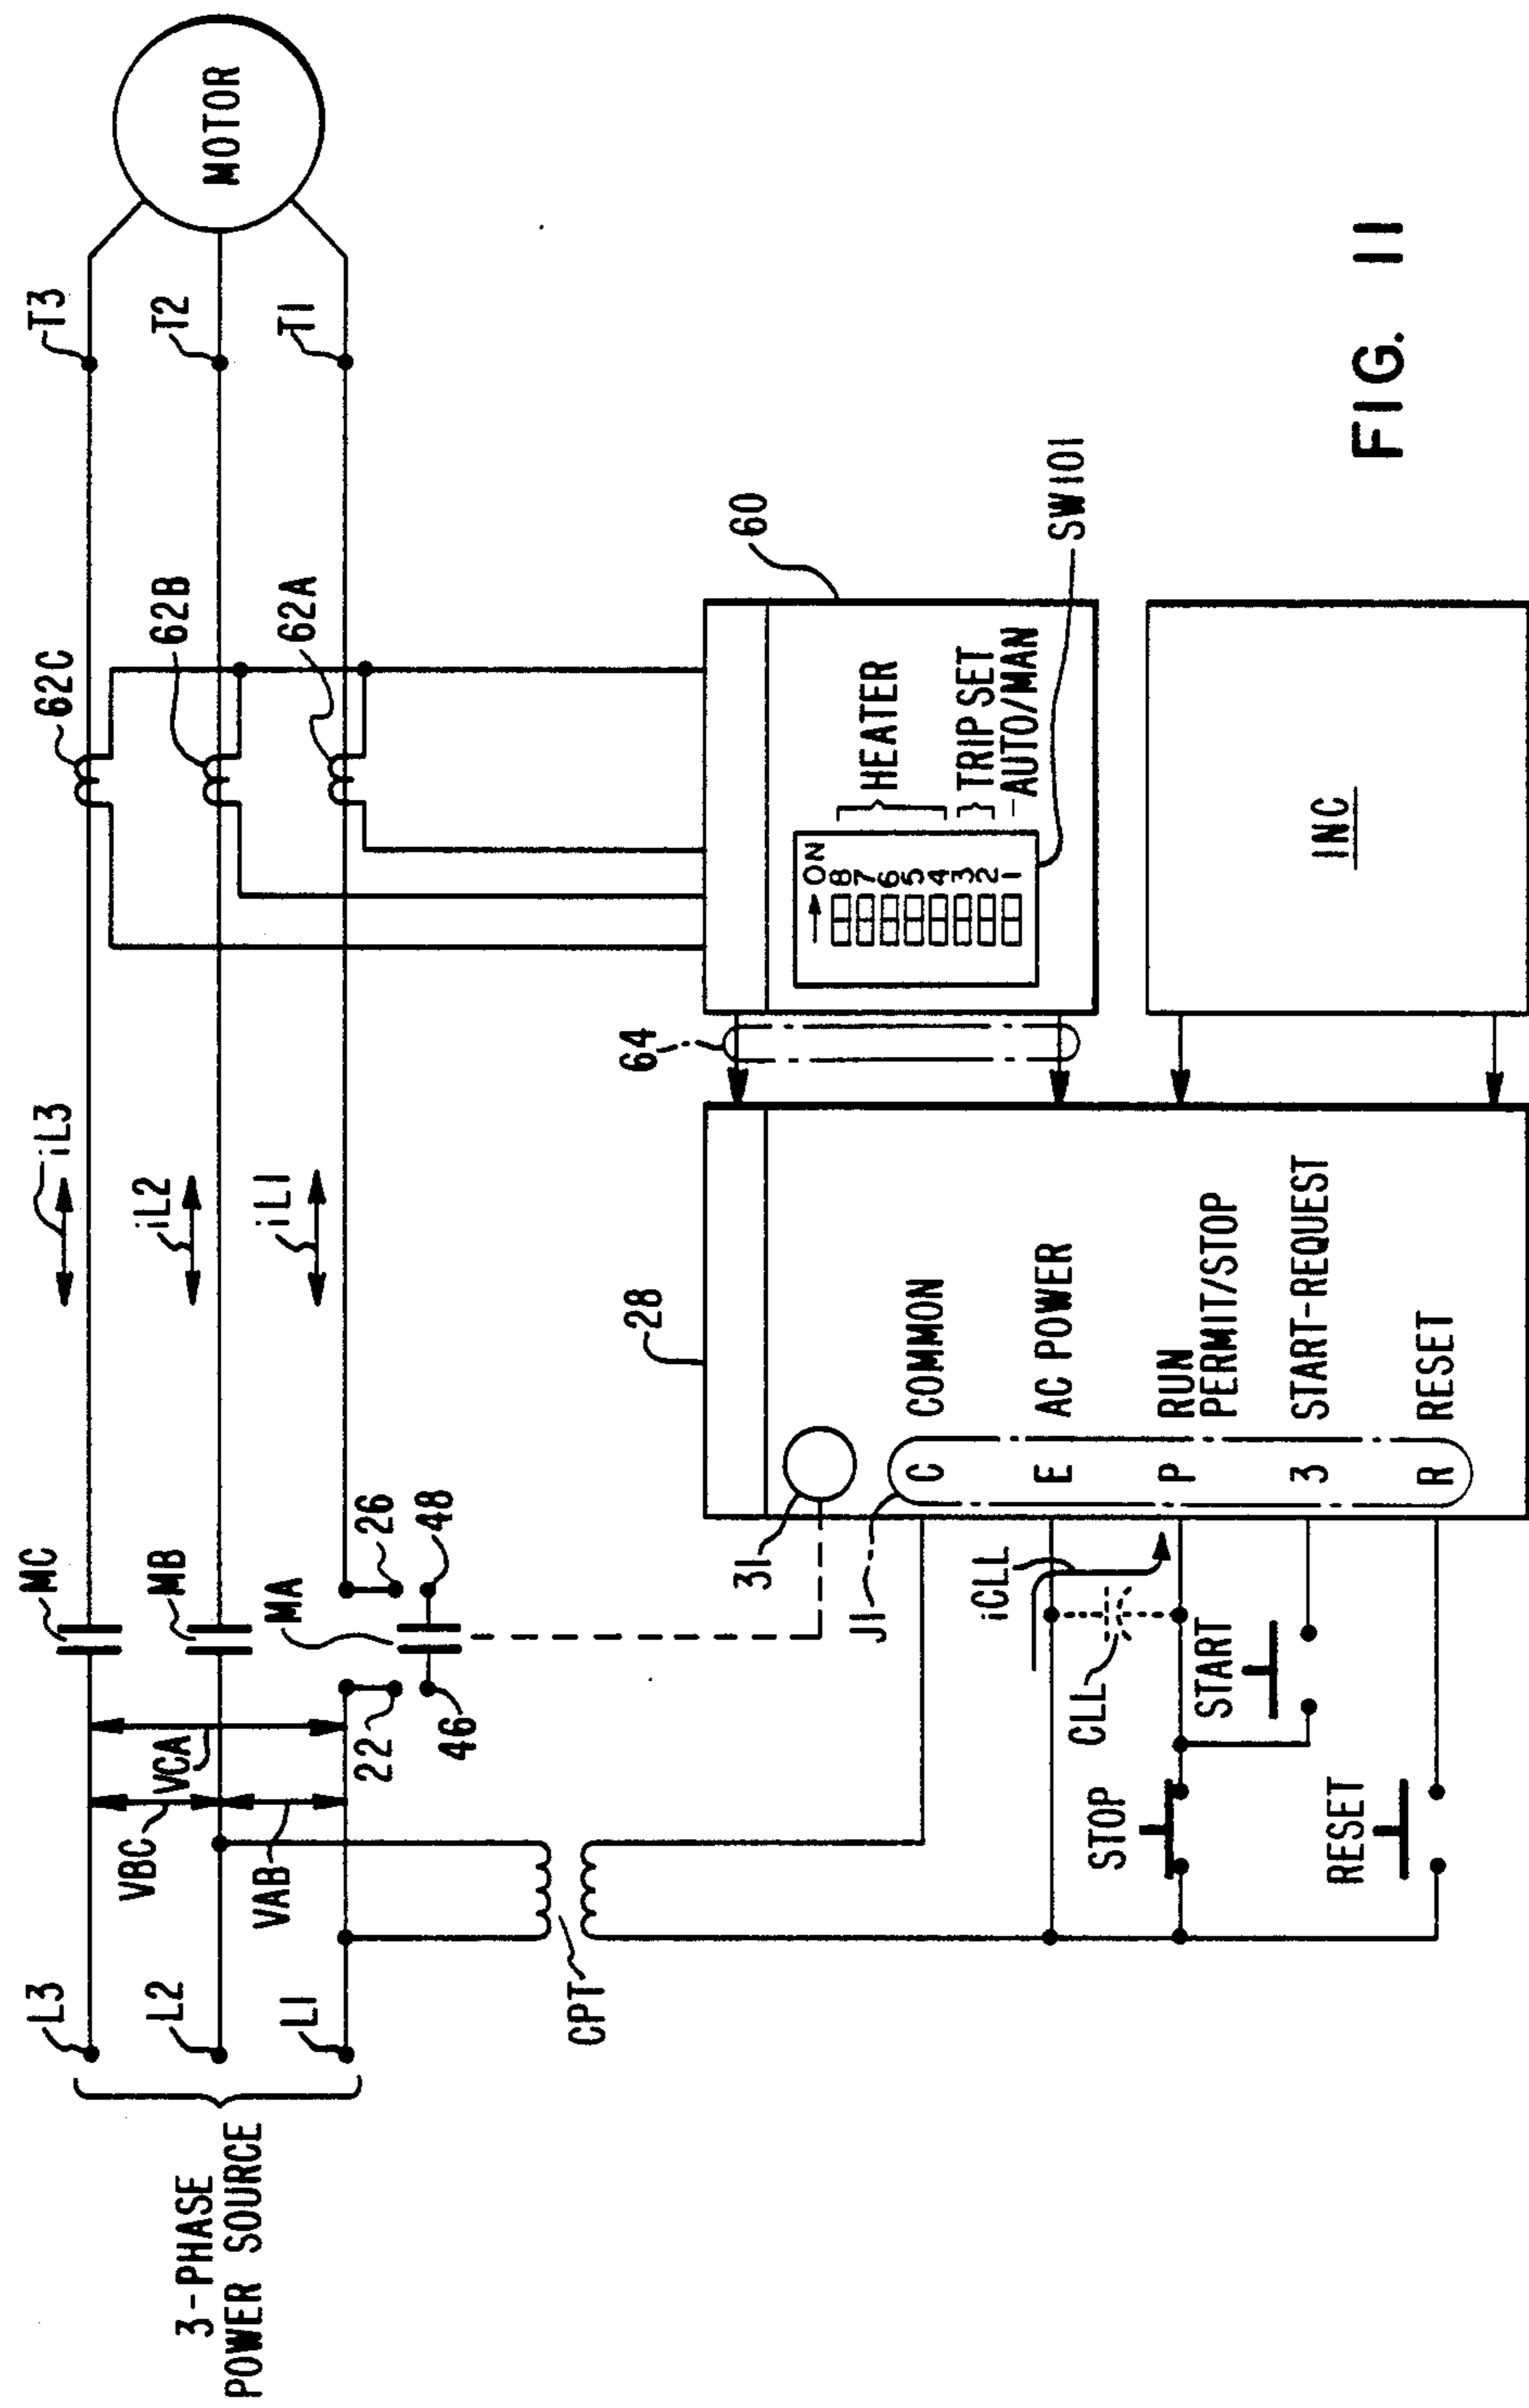 3-PHASE
POWER SOURCE
L3
L2
L1
VBC
VCA
VAB
CPT
MC
MB
MA
22
26
46
48
iL3
iL2
iL1
62C
62B
62A
T3
T2
T1
MOTOR
STOP
START
RESET
CLL
iCLL
28
31
J1
C COMMON
E AC POWER
P RUN
PERMIT/STOP
3 START-REQUEST
R RESET
64
60
ON
8
7
6
5
4
3
2
1
HEATER
TRIP SET
AUTO/MAN
SW101
INC
FIG. 11